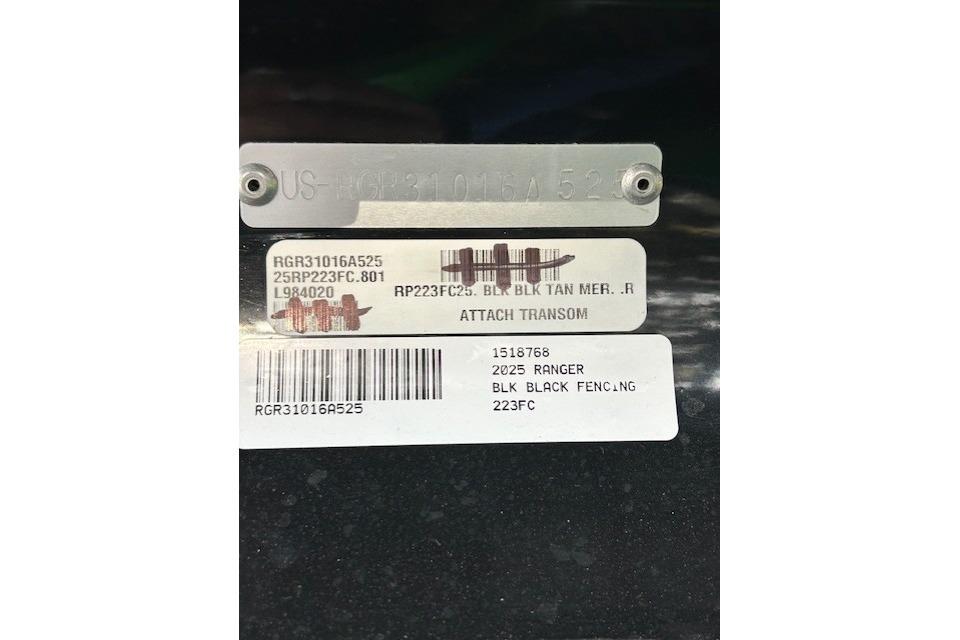 US-RGR31016A525
RGR31016A525
25RP223FC.801
L984020
RP223FC25. BLK BLK TAN MER. .R
ATTACH TRANSOM
RGR31016A525
1518768
2025 RANGER
BLK BLACK FENCING
223FC